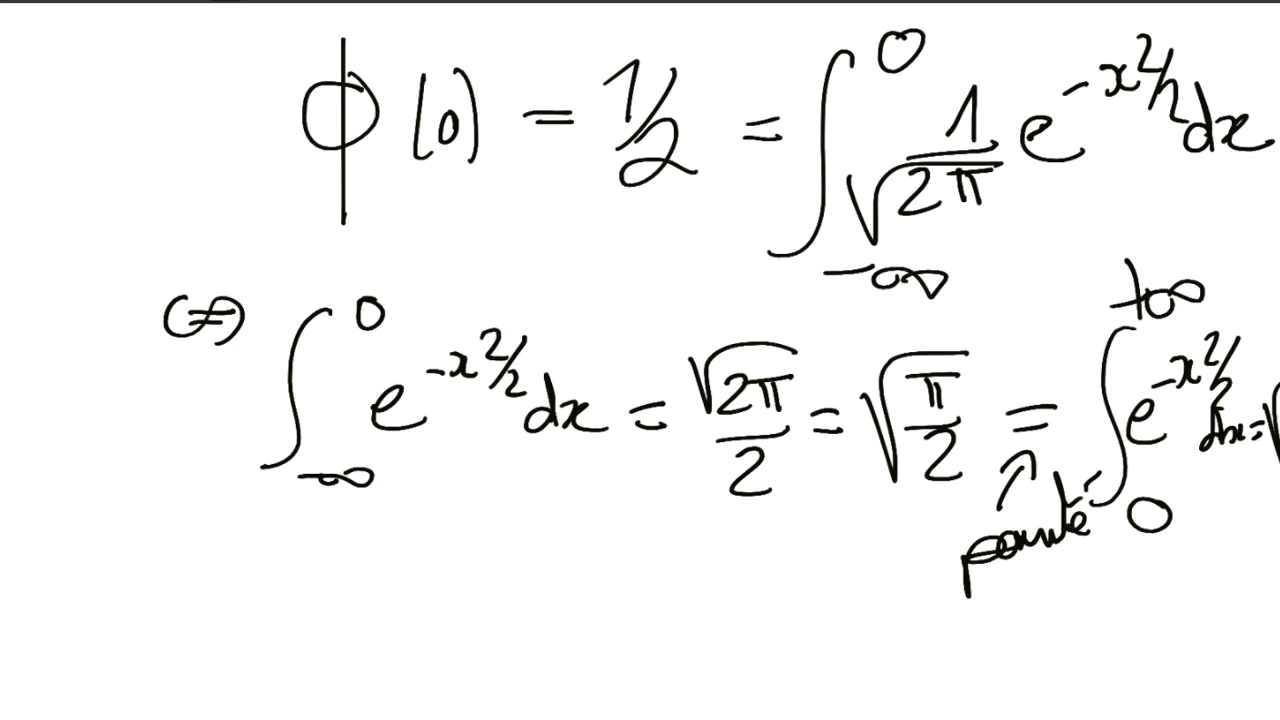 ϕ(0) = 1/2 = ∫_{-∞}^{0} 1/√(2π) e^{-x²/2} dx
(⇔) ∫_{-∞}^{0} e^{-x²/2} dx = √(2π)/2 = √(π/2) = ∫_{0}^{+∞} e^{-x²/2} dx = √
↑
parité